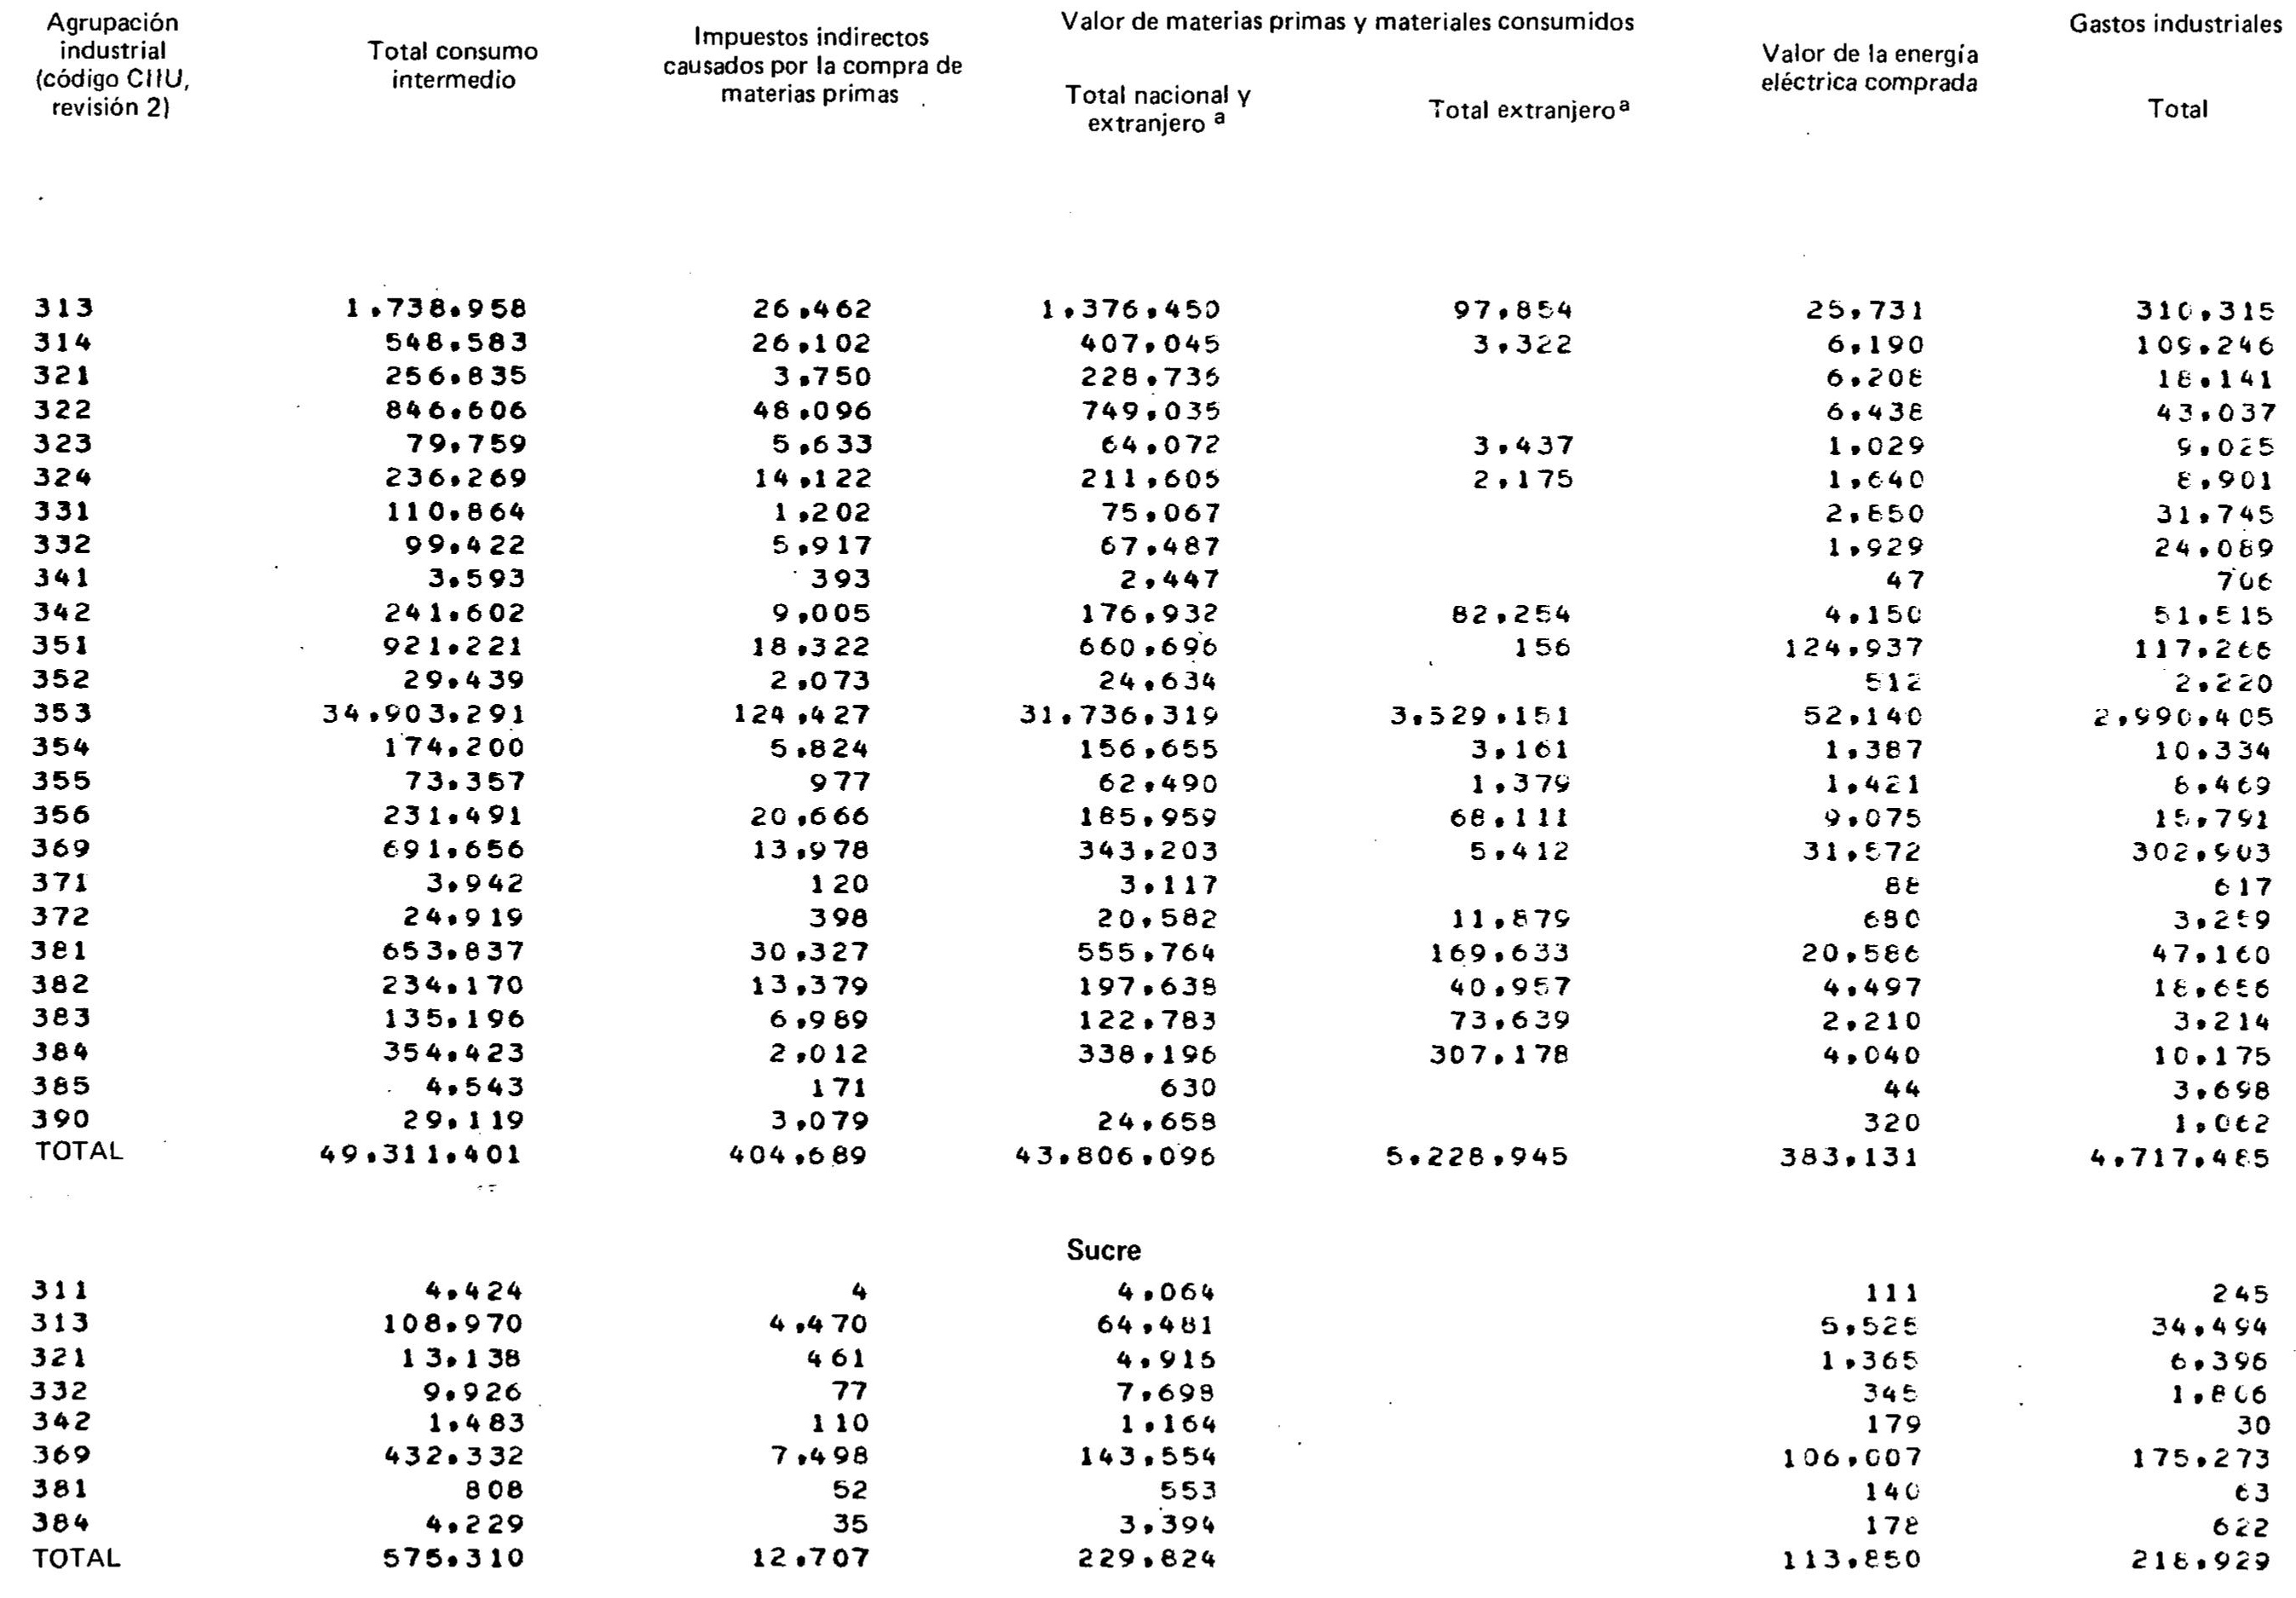 Agrupación industrial (código CIIU, revisión 2)
Total consumo intermedio
Impuestos indirectos causados por la compra de materias primas
Valor de materias primas y materiales consumidos
Total nacional y extranjero a
Total extranjero a
Valor de la energía eléctrica comprada
Gastos industriales
Total
313 1.738.958 26.462 1.376.450 97.854 25.731 310.315
314 548.583 26.102 407.045 3.322 6.190 109.246
321 256.835 3.750 228.736 6.208 18.141
322 846.606 48.096 749.035 6.438 43.037
323 79.759 5.633 64.072 3.437 1.029 9.025
324 236.269 14.122 211.606 2.175 1.640 8.901
331 110.864 1.202 75.067 2.850 31.745
332 99.422 5.917 67.487 1.929 24.089
341 3.593 393 2.447 47 706
342 241.602 9.005 176.932 82.254 4.150 51.515
351 921.221 18.322 660.696 156 124.937 117.266
352 29.439 2.073 24.634 512 2.220
353 34.903.291 124.427 31.736.319 3.529.151 52.140 2.990.405
354 174.200 5.824 156.655 3.161 1.387 10.334
355 73.357 977 62.490 1.379 1.421 8.469
356 231.491 20.666 185.959 68.111 9.075 15.791
369 691.656 13.978 343.203 5.412 31.572 302.903
371 3.942 120 3.117 88 617
372 24.919 398 20.582 11.879 680 3.259
381 653.837 30.327 555.764 169.633 20.586 47.160
382 234.170 13.379 197.638 40.957 4.497 18.656
383 135.196 6.989 122.783 73.639 2.210 3.214
384 354.423 2.012 338.196 307.178 4.040 10.175
385 4.543 171 630 44 3.698
390 29.119 3.079 24.658 320 1.062
TOTAL 49.311.401 404.689 43.806.096 5.228.945 383.131 4.717.485
Sucre
311 4.424 4 4.064 111 245
313 108.970 4.470 64.481 5.525 34.494
321 13.138 461 4.916 1.365 6.396
332 9.926 77 7.698 345 1.806
342 1.483 110 1.164 179 30
369 432.332 7.498 143.554 106.007 175.273
381 808 52 553 140 63
384 4.229 35 3.394 178 622
TOTAL 575.310 12.707 229.824 113.850 218.929